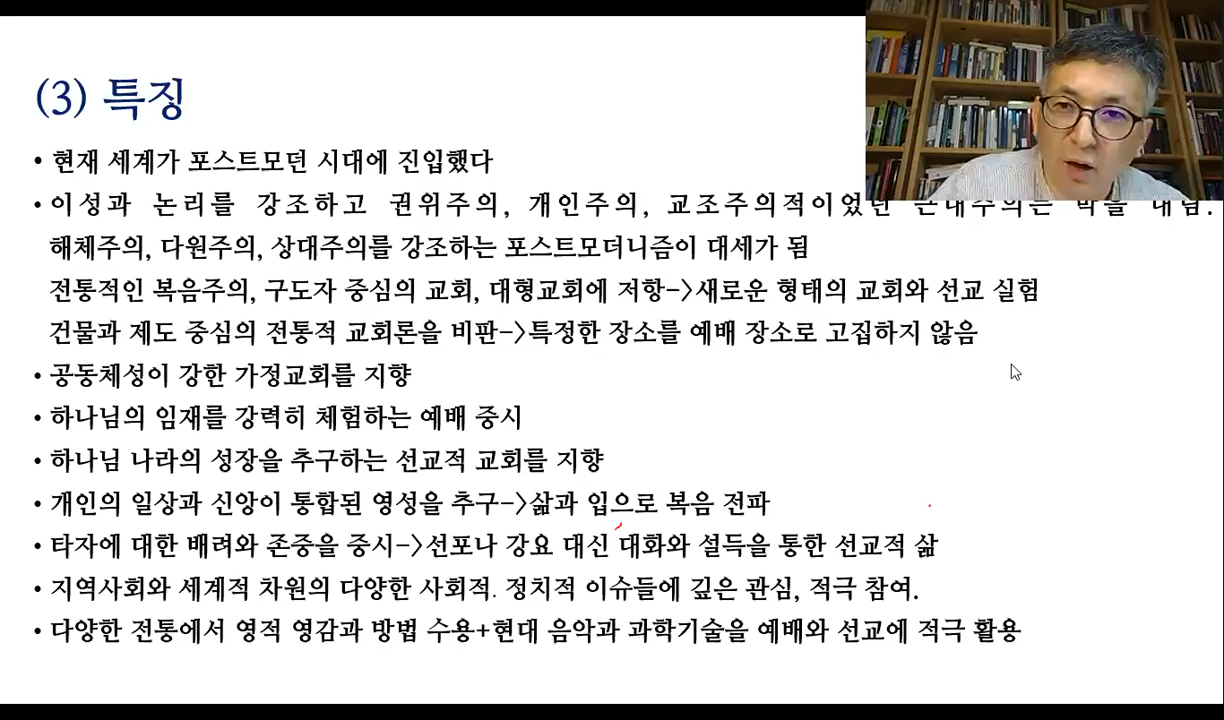 (3) 특징
• 현재 세계가 포스트모던 시대에 진입했다
• 이성과 논리를 강조하고 권위주의, 개인주의, 교조주의적이었던 근대주의는 막을 내림.
해체주의, 다원주의, 상대주의를 강조하는 포스트모더니즘이 대세가 됨
전통적인 복음주의, 구도자 중심의 교회, 대형교회에 저항->새로운 형태의 교회와 선교 실험
건물과 제도 중심의 전통적 교회론을 비판->특정한 장소를 예배 장소로 고집하지 않음
• 공동체성이 강한 가정교회를 지향
• 하나님의 임재를 강력히 체험하는 예배 중시
• 하나님 나라의 성장을 추구하는 선교적 교회를 지향
• 개인의 일상과 신앙이 통합된 영성을 추구->삶과 입으로 복음 전파
• 타자에 대한 배려와 존중을 중시->선포나 강요 대신 대화와 설득을 통한 선교적 삶
• 지역사회와 세계적 차원의 다양한 사회적. 정치적 이슈들에 깊은 관심, 적극 참여.
• 다양한 전통에서 영적 영감과 방법 수용+현대 음악과 과학기술을 예배와 선교에 적극 활용